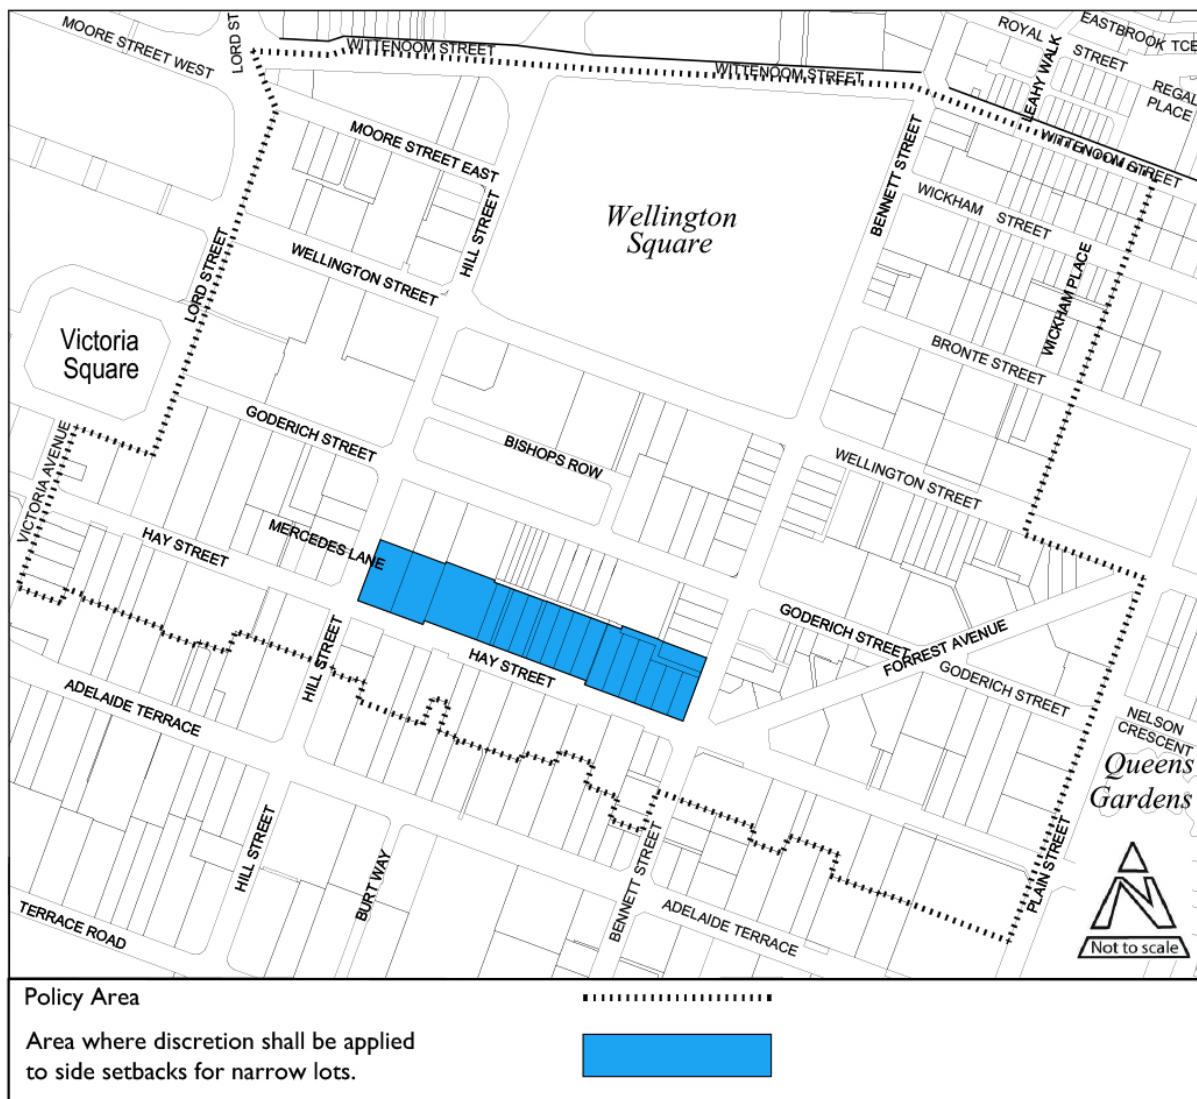 MOORE STREET WEST
LORD ST
WITTENOOM STREET
WITTENOOM STREET
ROYAL STREET
EASTBROOK TCE
LEAHY WALK
REGAL
PLACE
WITTENOOM STREET
MOORE STREET EAST
HILL STREET
Wellington
Square
BENNETT STREET
WICKHAM STREET
WICKHAM PLACE
WELLINGTON STREET
LORD STREET
Victoria
Square
BRONTE STREET
GODERICH STREET
BISHOPS ROW
WELLINGTON STREET
VICTORIA AVENUE
HAY STREET
MERCEDES LANE
HILL STREET
HAY STREET
GODERICH STREET
FORREST AVENUE
GODERICH STREET
NELSON
CRESCENT
Queens
Gardens
ADELAIDE TERRACE
HILL STREET
BURT WAY
BENNETT STREET
PLAIN STREET
ADELAIDE TERRACE
TERRACE ROAD
N
Not to scale
Policy Area
Area where discretion shall be applied
to side setbacks for narrow lots.